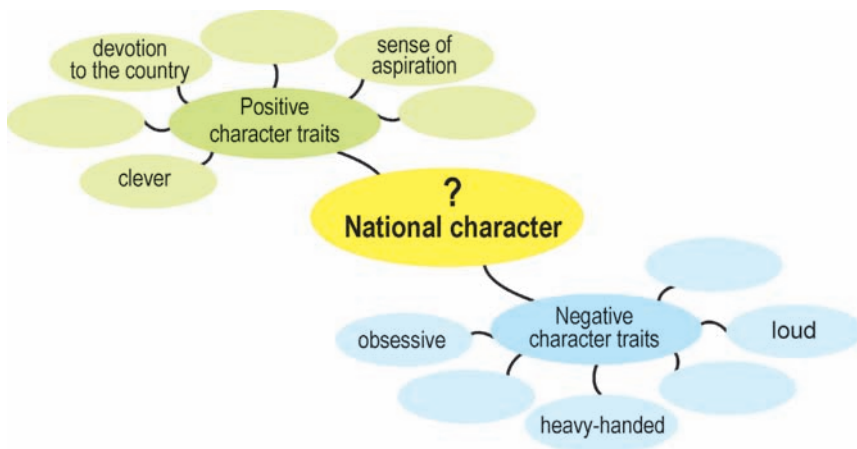 devotion
to the country
sense of
aspiration
Positive
character traits
clever
?
National character
Negative
character traits
obsessive
loud
heavy-handed